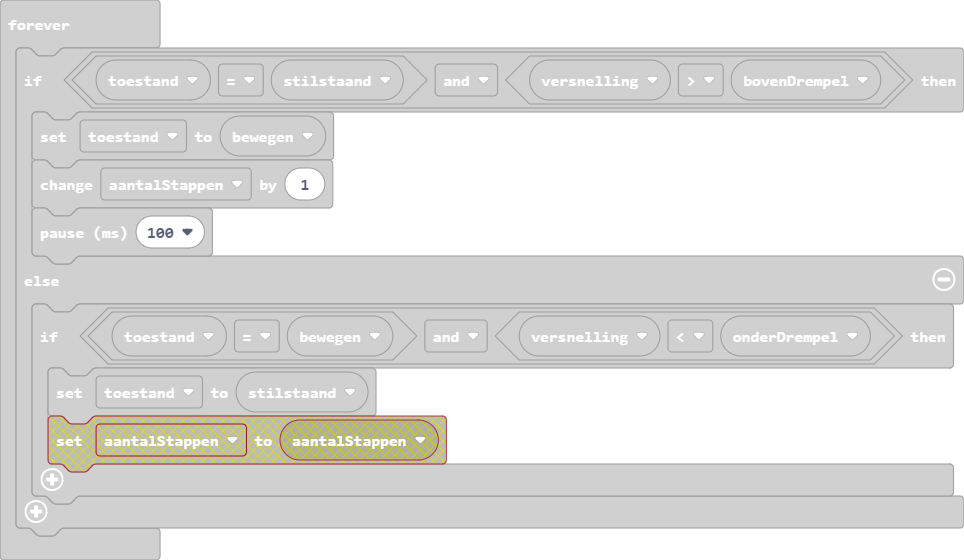 forever
if toestand = stilstaand and versnelling > bovenDrempel then
set toestand to bewegen
change aantalStappen by 1
pause (ms) 100
else
if toestand = bewegen and versnelling < onderDrempel then
set toestand to stilstaand
set aantalStappen to aantalStappen